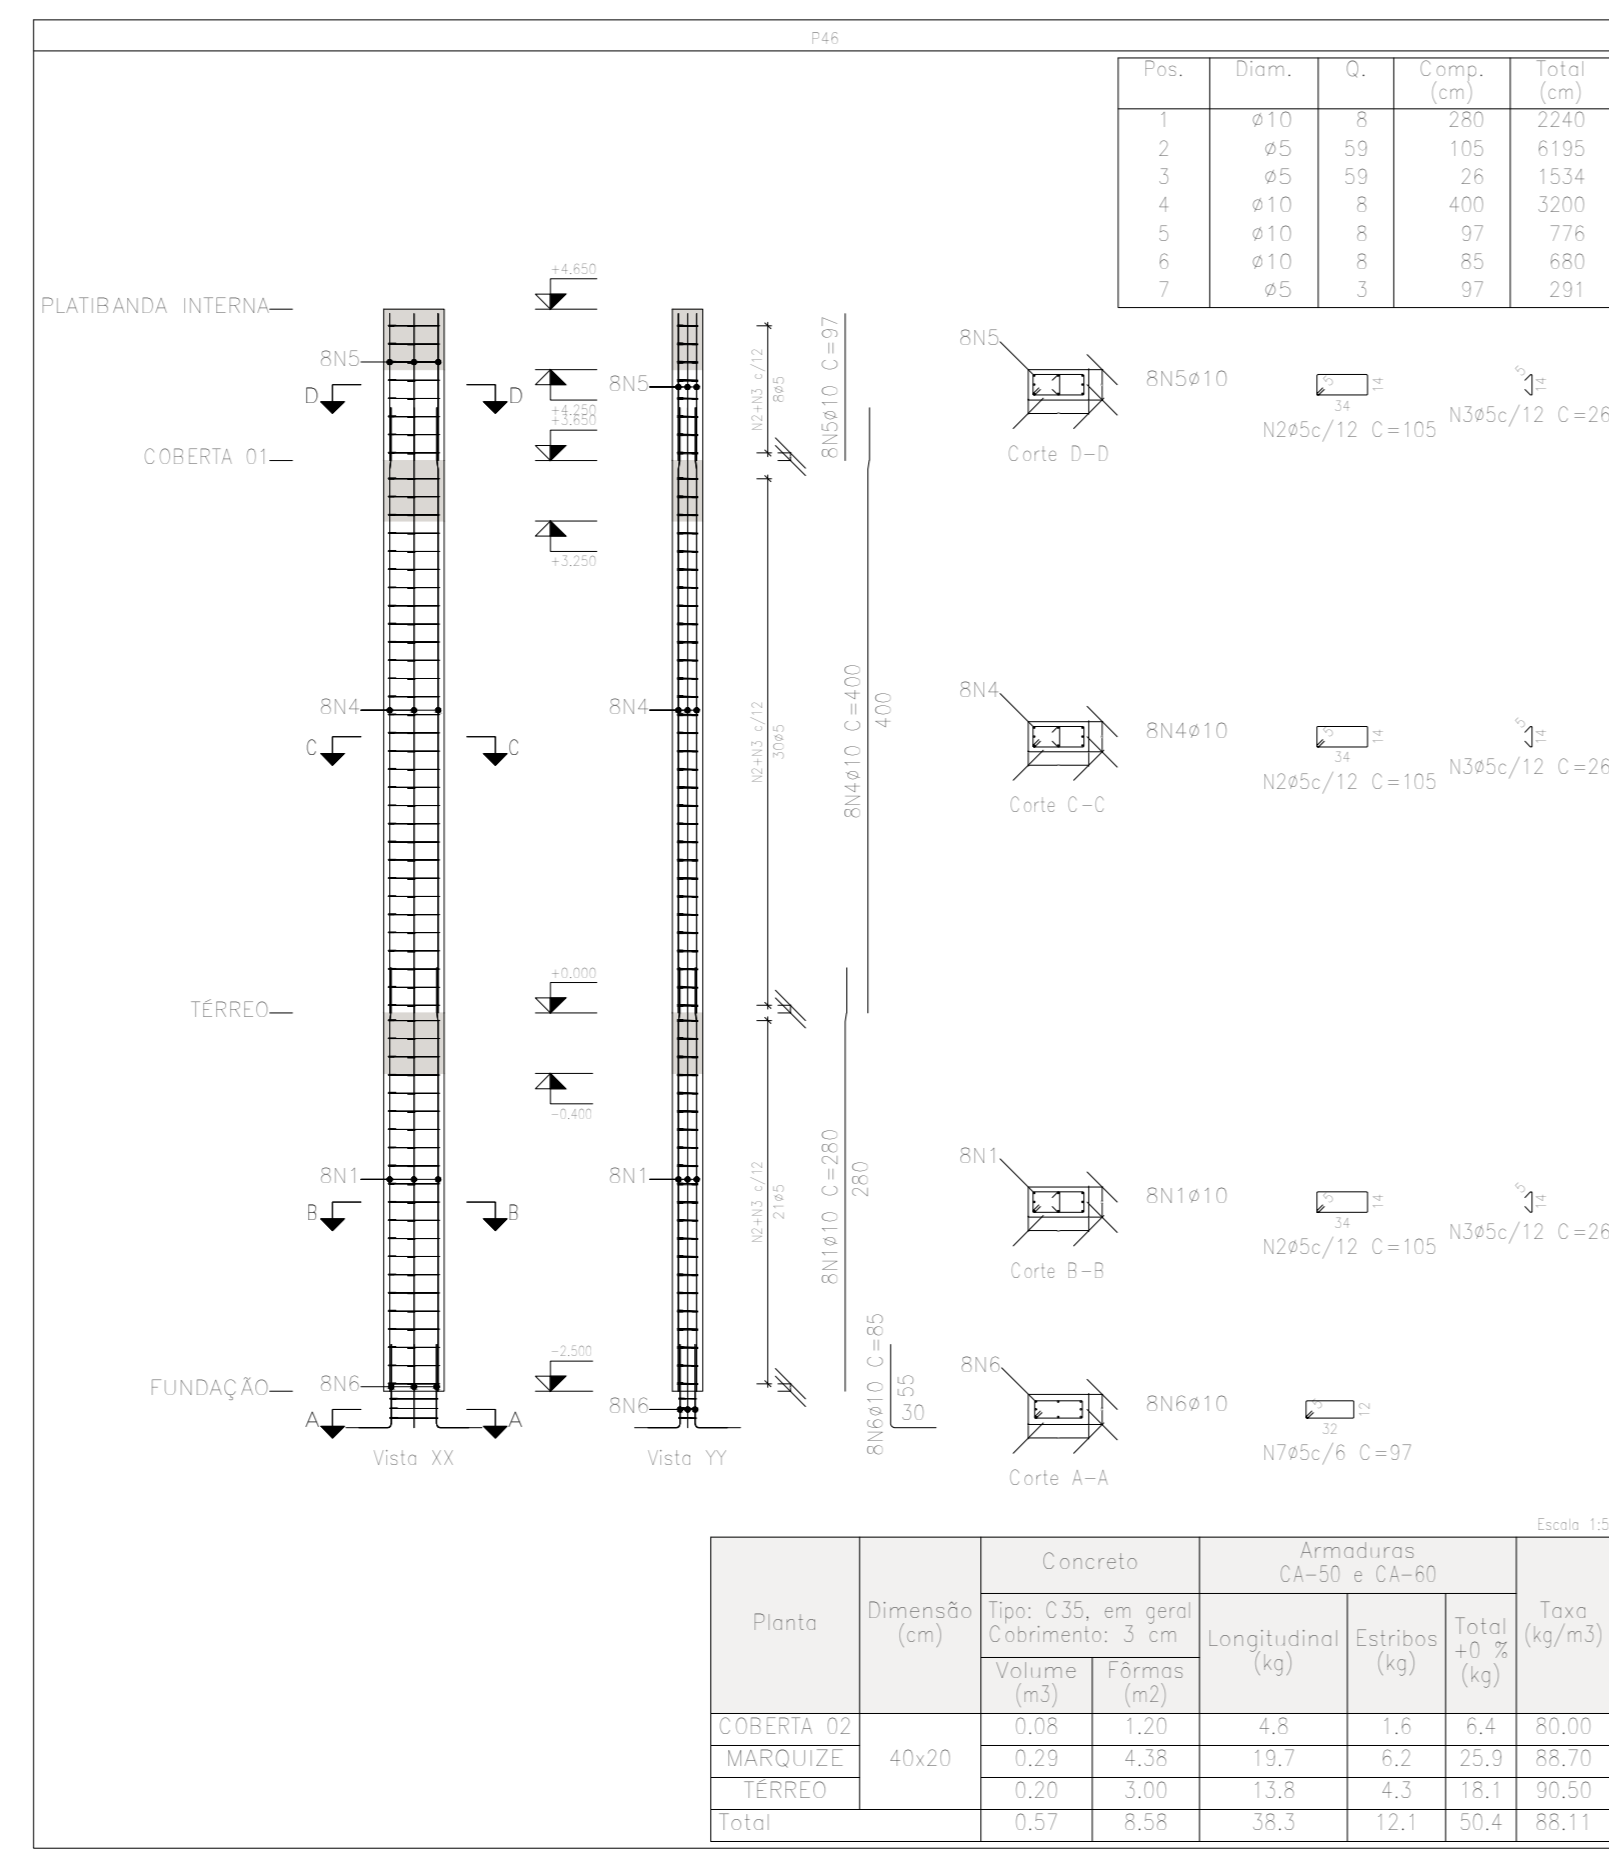 P46
Pos. Diam. Q. Comp. (cm) Total (cm)
1 ø10 8 280 2240
2 ø5 59 105 6195
3 ø5 59 26 1534
4 ø10 8 400 3200
5 ø10 8 97 776
6 ø10 8 85 680
7 ø5 3 97 291
+4.650
PLATIBANDA INTERNA
8N5
8N5
D D
+4.250
+3.650
COBERTA 01
+3.250
N2+N3 c/12
8ø5
8N5ø10 C=97
8N5
8N5ø10
Corte D-D
5
34
14
N2ø5c/12 C=105
5
14
N3ø5c/12 C=26
8N4
8N4
C C
N2+N3 c/12
30ø5
8N4ø10 C=400
400
8N4
8N4ø10
Corte C-C
5
34
14
N2ø5c/12 C=105
5
14
N3ø5c/12 C=26
+0.000
TÉRREO
-0.400
8N1
8N1
B B
N2+N3 c/12
21ø5
8N1ø10 C=280
280
8N1
8N1ø10
Corte B-B
5
34
14
N2ø5c/12 C=105
5
14
N3ø5c/12 C=26
-2.500
FUNDAÇÃO
8N6
8N6
A A
Vista XX
Vista YY
8N6ø10 C=85
55
30
8N6
8N6ø10
Corte A-A
5
32
12
N7ø5c/6 C=97
Escala 1:5
Planta
Dimensão (cm)
Concreto
Tipo: C35, em geral
Cobrimento: 3 cm
Volume (m3)
Fôrmas (m2)
Armaduras
CA-50 e CA-60
Longitudinal (kg)
Estribos (kg)
Total +0 % (kg)
Taxa (kg/m3)
COBERTA 02 0.08 1.20 4.8 1.6 6.4 80.00
MARQUIZE 40x20 0.29 4.38 19.7 6.2 25.9 88.70
TÉRREO 0.20 3.00 13.8 4.3 18.1 90.50
Total 0.57 8.58 38.3 12.1 50.4 88.11